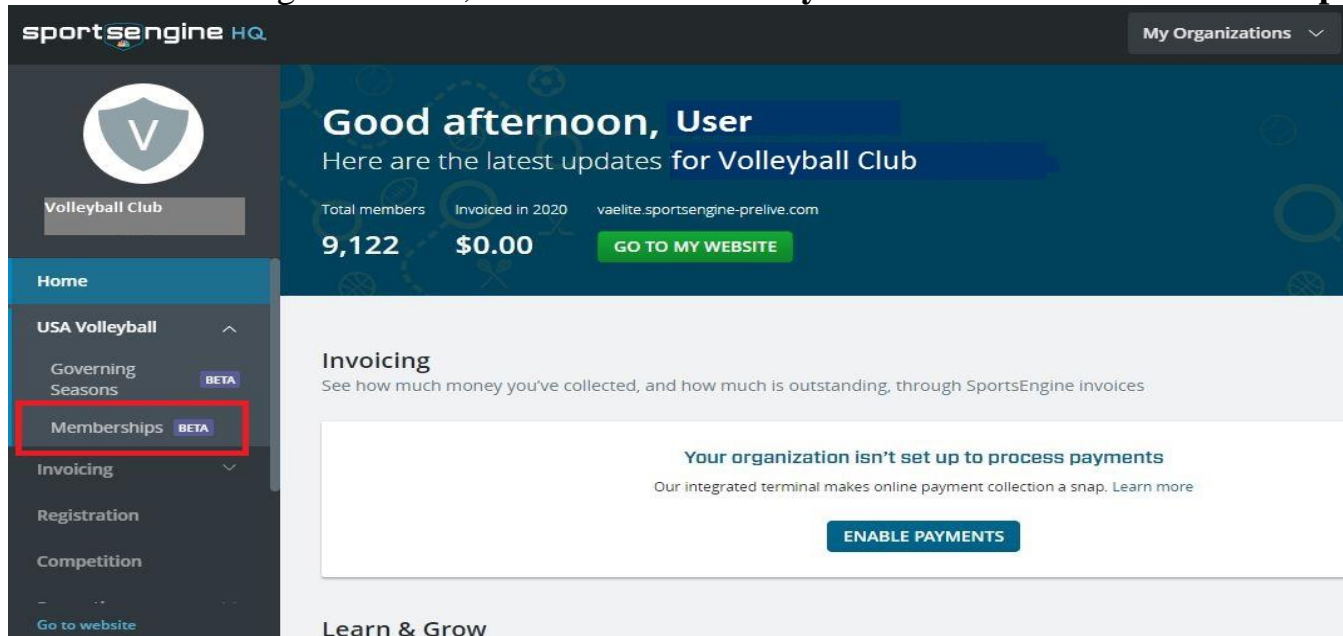 sportsengine HQ
My Organizations
V
Volleyball Club
Good afternoon, User
Here are the latest updates for Volleyball Club
Total members Invoiced in 2020 vaelite.sportsengine-prelive.com
9,122 $0.00 GO TO MY WEBSITE
Home
USA Volleyball
Governing
Seasons BETA
Memberships BETA
Invoicing
Registration
Competition
Go to website
Invoicing
See how much money you've collected, and how much is outstanding, through SportsEngine invoices
Your organization isn't set up to process payments
Our integrated terminal makes online payment collection a snap. Learn more
ENABLE PAYMENTS
Learn & Grow